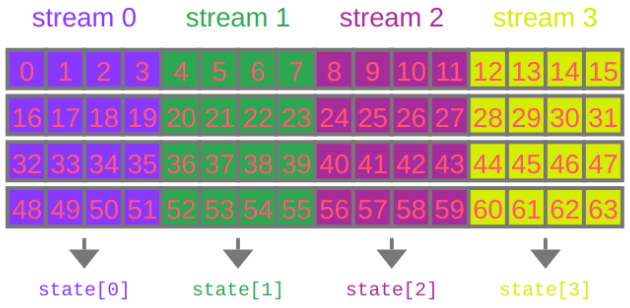 stream 0 stream 1 stream 2 stream 3
0 1 2 3 4 5 6 7 8 9 10 11 12 13 14 15
16 17 18 19 20 21 22 23 24 25 26 27 28 29 30 31
32 33 34 35 36 37 38 39 40 41 42 43 44 45 46 47
48 49 50 51 52 53 54 55 56 57 58 59 60 61 62 63
state[0] state[1] state[2] state[3]